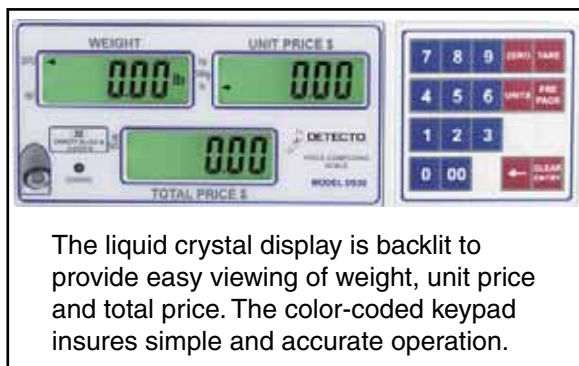 WEIGHT
UNIT PRICE $
0.00 lb
0.00
0.00
DETECTO
PRICE COMPUTING
SCALE
MODEL DS30
TOTAL PRICE $
7 8 9 ZERO TARE
4 5 6 UNITS PRE PACK
1 2 3
0 00 ← CLEAR ENTRY
The liquid crystal display is backlit to
provide easy viewing of weight, unit price
and total price. The color-coded keypad
insures simple and accurate operation.